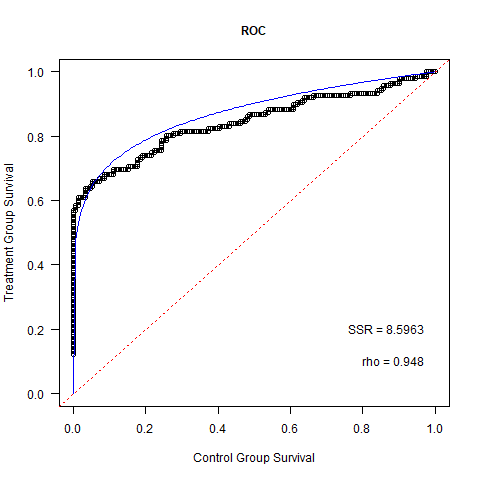 ROC
Treatment Group Survival
1.0
0.8
0.6
0.4
0.2
0.0
SSR = 8.5963
rho = 0.948
0.0 0.2 0.4 0.6 0.8 1.0
Control Group Survival